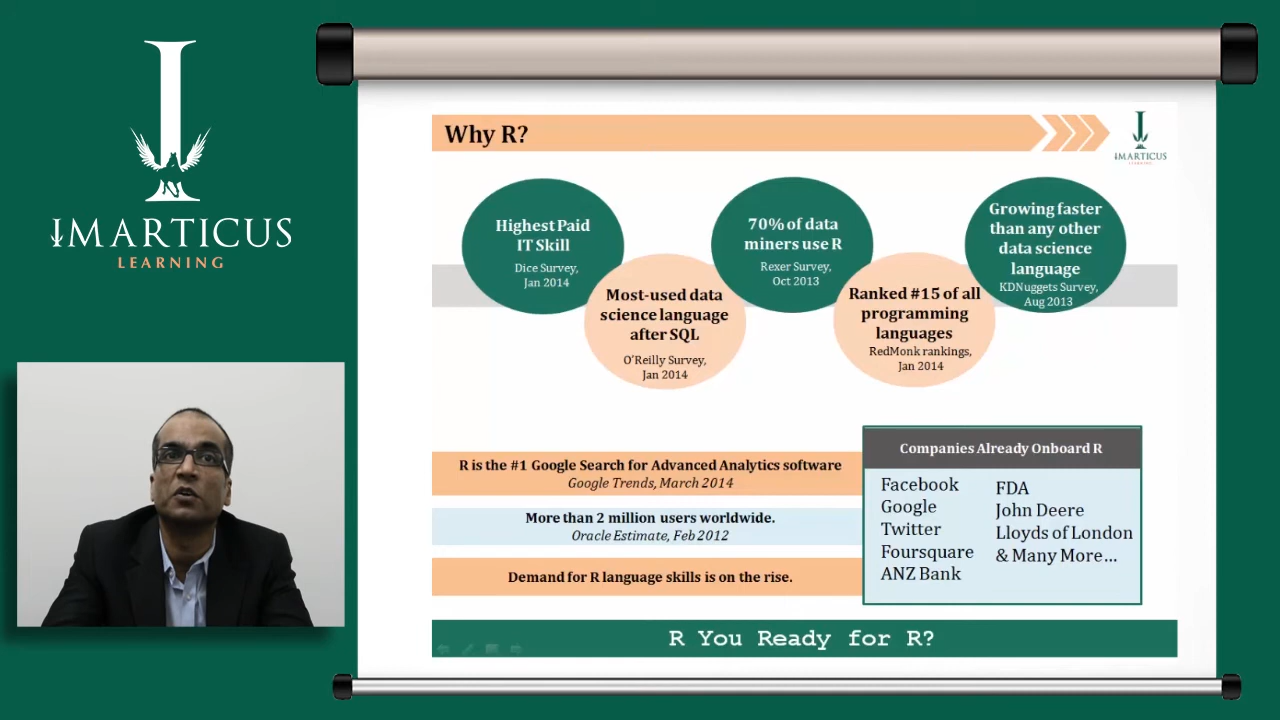 IMARTICUS
LEARNING
Why R?
IMARTICUS
LEARNING
Highest Paid
IT Skill
Dice Survey,
Jan 2014
Most-used data
science language
after SQL
O'Reilly Survey,
Jan 2014
70% of data
miners use R
Rexer Survey,
Oct 2013
Ranked #15 of all
programming
languages
RedMonk rankings,
Jan 2014
Growing faster
than any other
data science
language
KDNuggets Survey,
Aug 2013
R is the #1 Google Search for Advanced Analytics software
Google Trends, March 2014
More than 2 million users worldwide.
Oracle Estimate, Feb 2012
Demand for R language skills is on the rise.
Companies Already Onboard R
Facebook
Google
Twitter
Foursquare
ANZ Bank
FDA
John Deere
Lloyds of London
& Many More...
R You Ready for R?